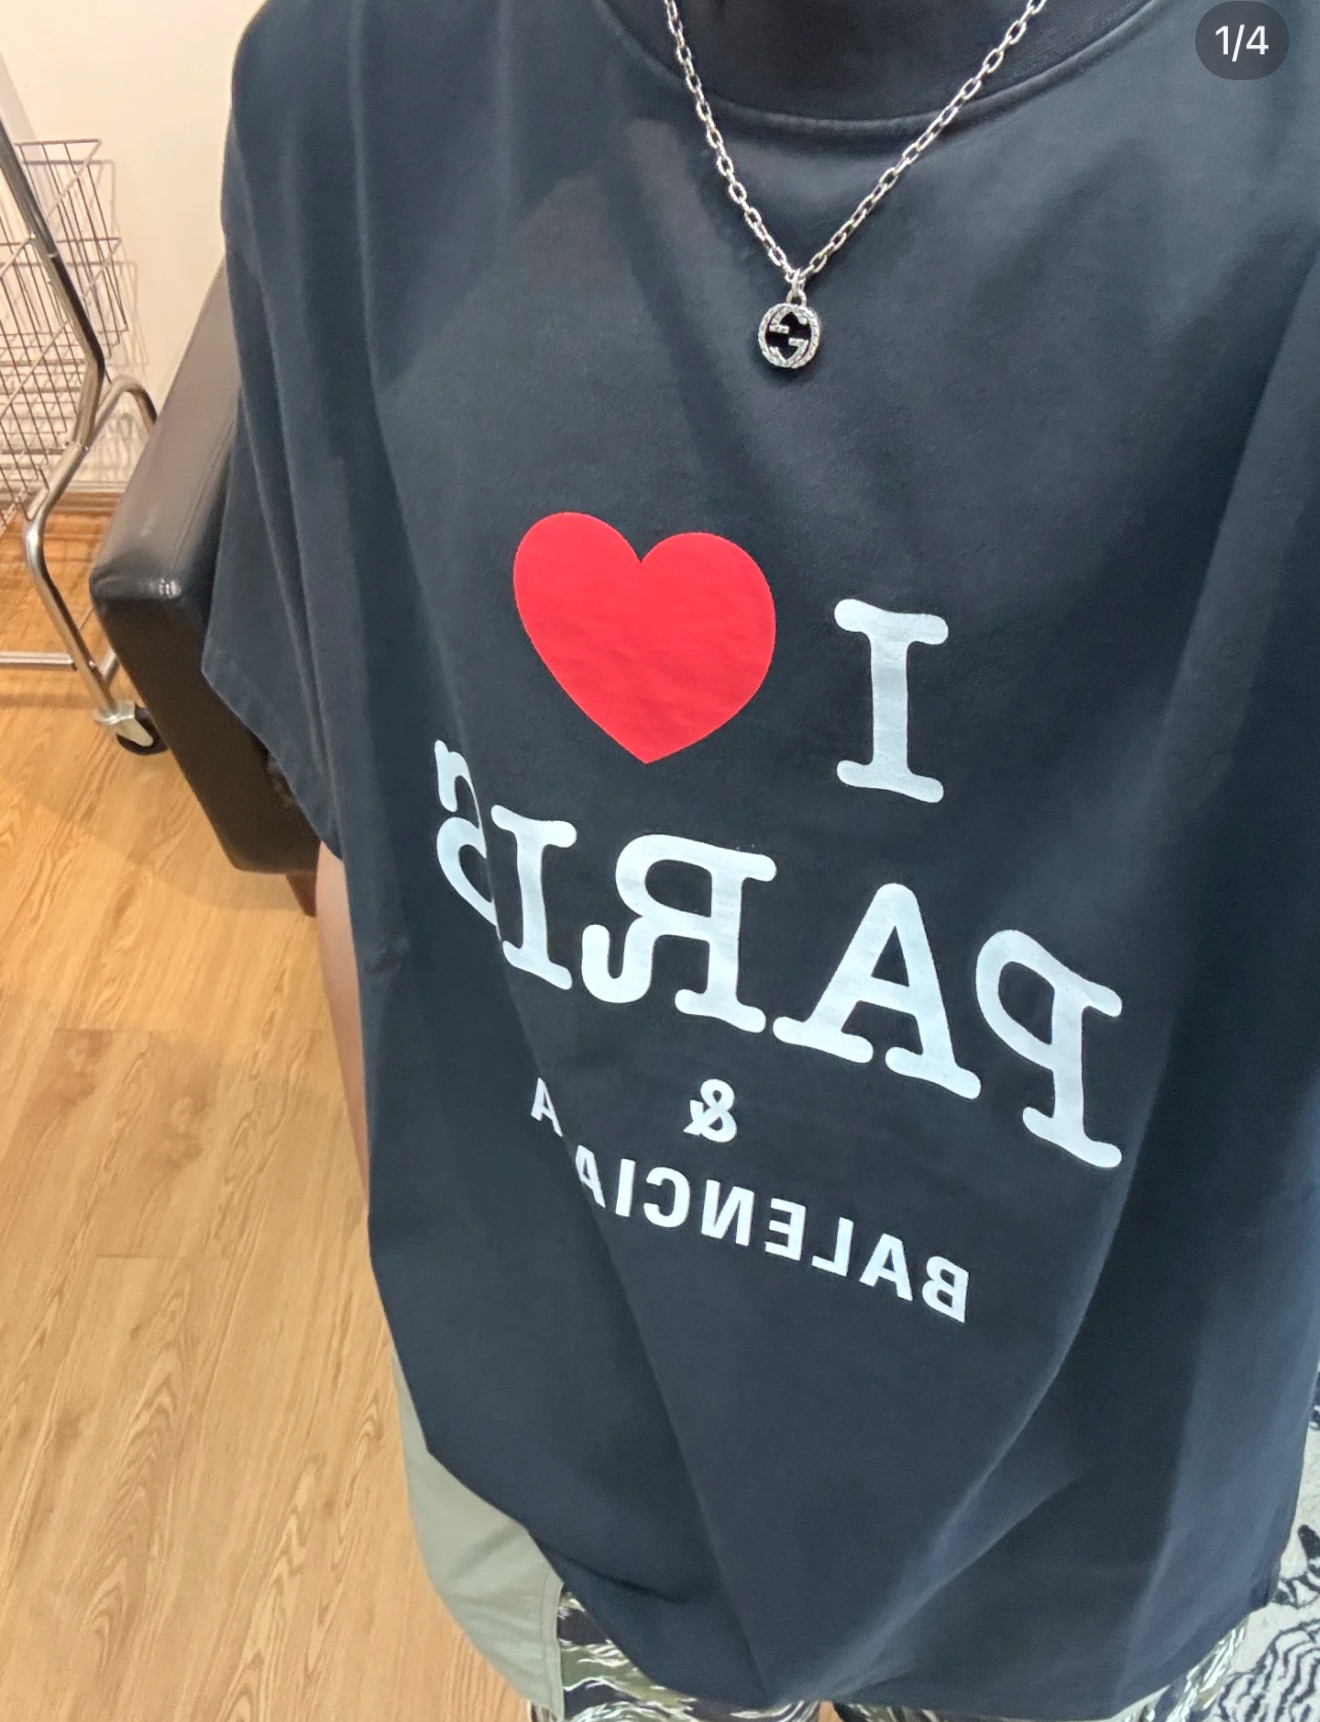 1/4
I ♥
PARIS
&
BALENCIA A